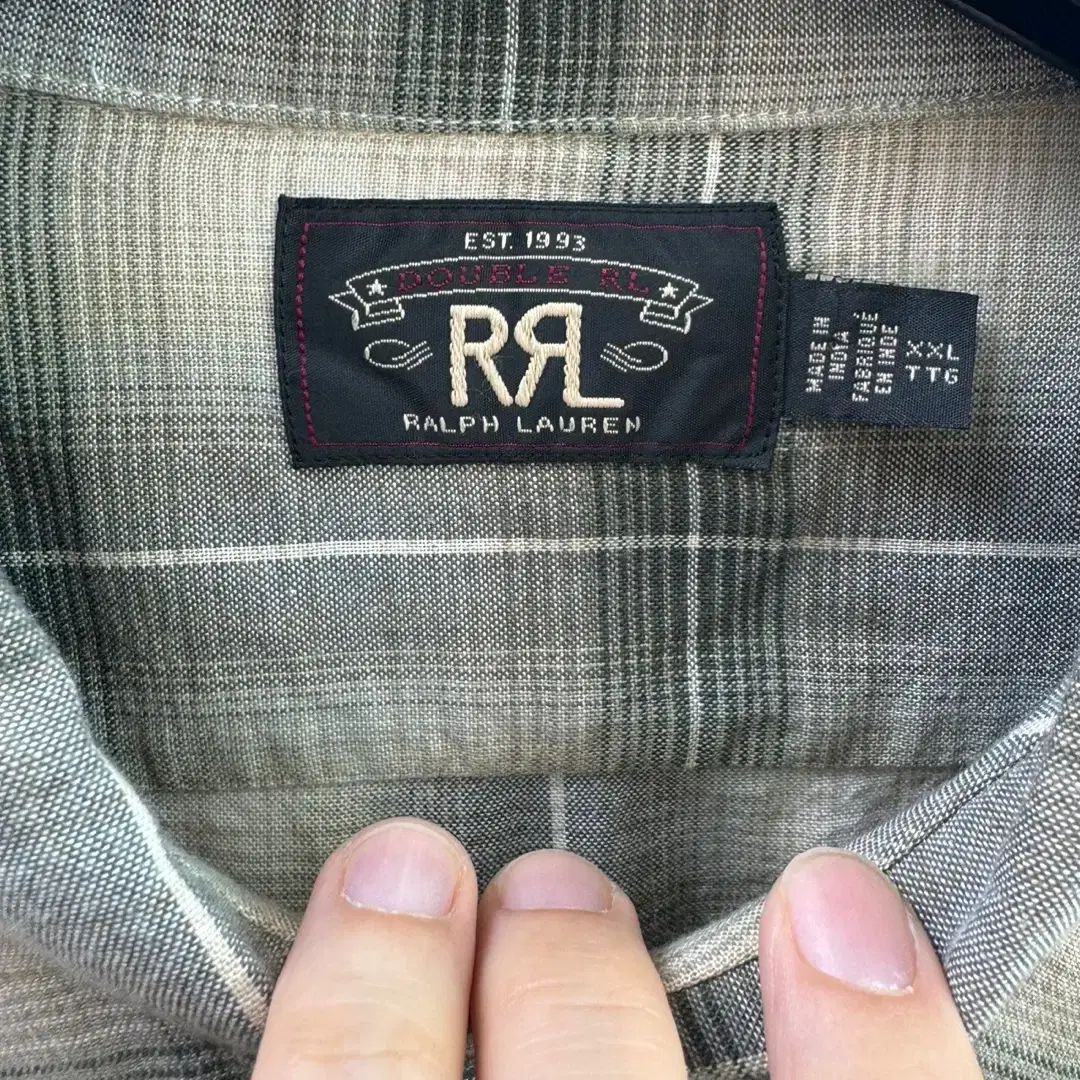 EST. 1993
DOUBLE RL
RRL
RALPH LAUREN
MADE IN
INDIA
FABRIQUÉ
EN INDE
XXL
TTG